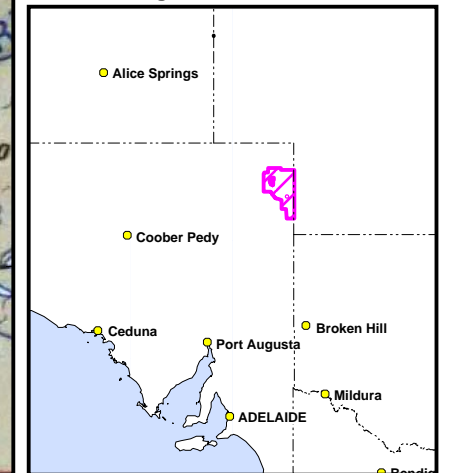 Alice Springs
Coober Pedy
Ceduna
Port Augusta
Broken Hill
Mildura
ADELAIDE